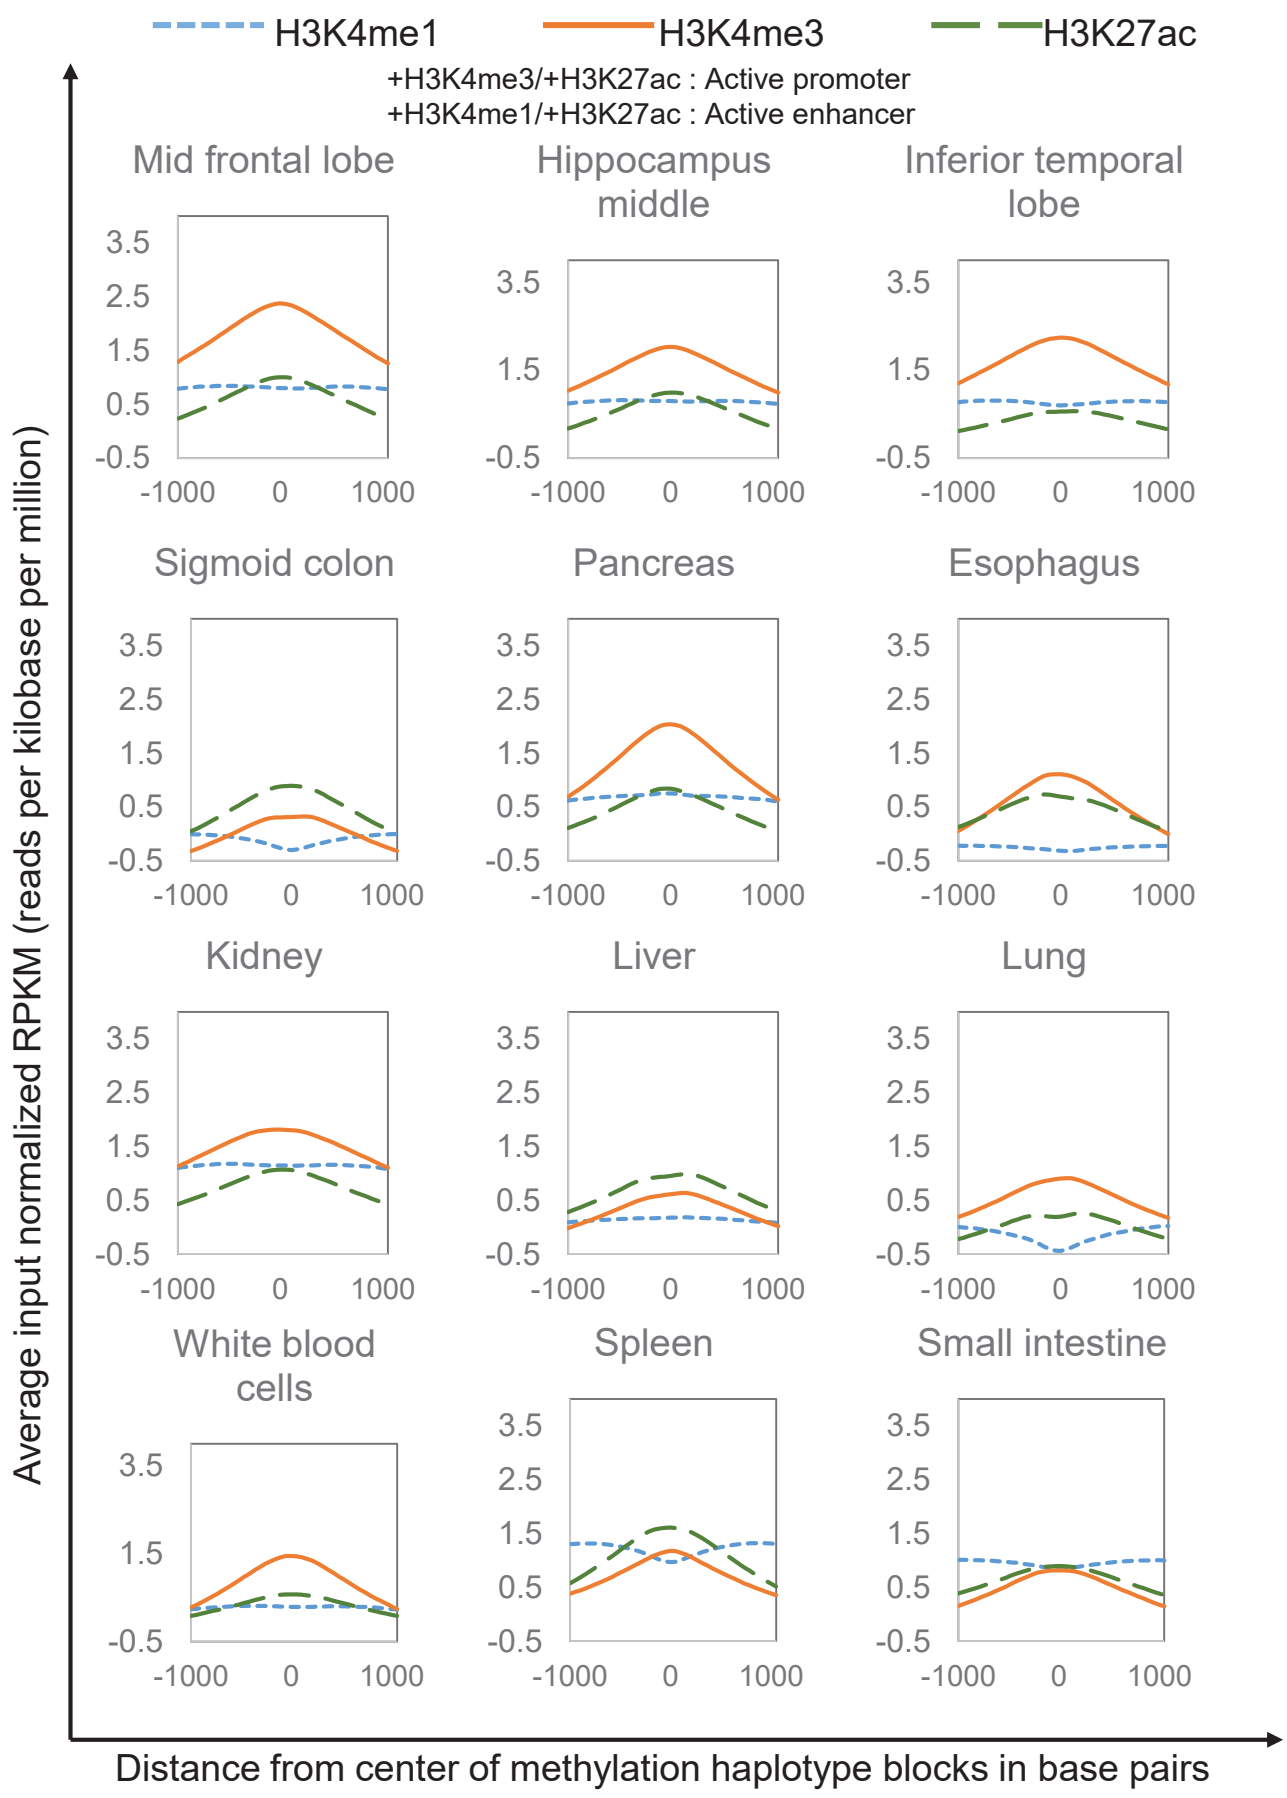 H3K4me1 H3K4me3 H3K27ac
+H3K4me3/+H3K27ac : Active promoter
+H3K4me1/+H3K27ac : Active enhancer
Average input normalized RPKM (reads per kilobase per million)
Mid frontal lobe
3.5
2.5
1.5
0.5
-0.5
-1000 0 1000
Hippocampus
middle
3.5
1.5
-0.5
-1000 0 1000
Inferior temporal
lobe
3.5
1.5
-0.5
-1000 0 1000
Sigmoid colon
3.5
2.5
1.5
0.5
-0.5
-1000 0 1000
Pancreas
3.5
2.5
1.5
0.5
-0.5
-1000 0 1000
Esophagus
3.5
2.5
1.5
0.5
-0.5
-1000 0 1000
Kidney
3.5
2.5
1.5
0.5
-0.5
-1000 0 1000
Liver
3.5
2.5
1.5
0.5
-0.5
-1000 0 1000
Lung
3.5
2.5
1.5
0.5
-0.5
-1000 0 1000
White blood
cells
3.5
1.5
-0.5
-1000 0 1000
Spleen
3.5
2.5
1.5
0.5
-0.5
-1000 0 1000
Small intestine
3.5
2.5
1.5
0.5
-0.5
-1000 0 1000
Distance from center of methylation haplotype blocks in base pairs